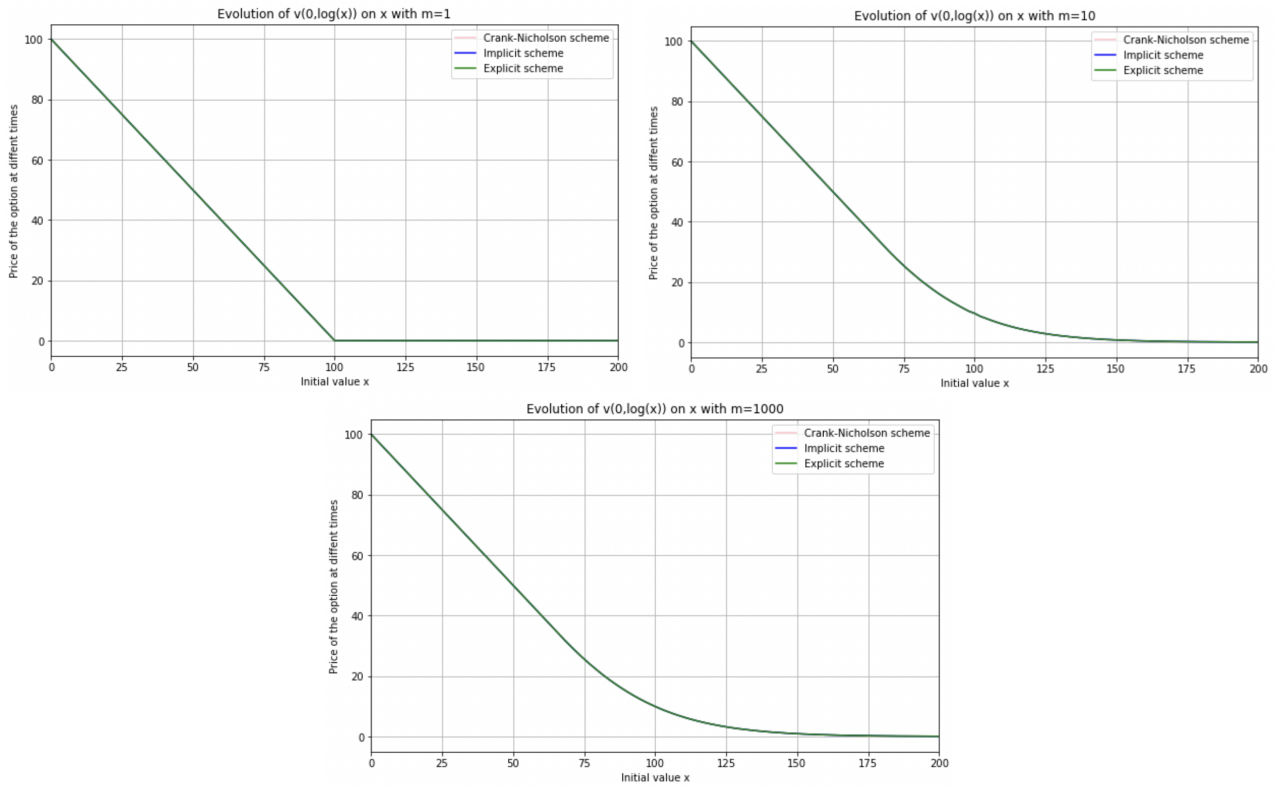 Evolution of v(0,log(x)) on x with m=1
Price of the option at diffent times
100
80
60
40
20
0
Crank-Nicholson scheme
Implicit scheme
Explicit scheme
0 25 50 75 100 125 150 175 200
Initial value x
Evolution of v(0,log(x)) on x with m=10
Price of the option at diffent times
100
80
60
40
20
0
Crank-Nicholson scheme
Implicit scheme
Explicit scheme
0 25 50 75 100 125 150 175 200
Initial value x
Evolution of v(0,log(x)) on x with m=1000
Price of the option at diffent times
100
80
60
40
20
0
Crank-Nicholson scheme
Implicit scheme
Explicit scheme
0 25 50 75 100 125 150 175 200
Initial value x